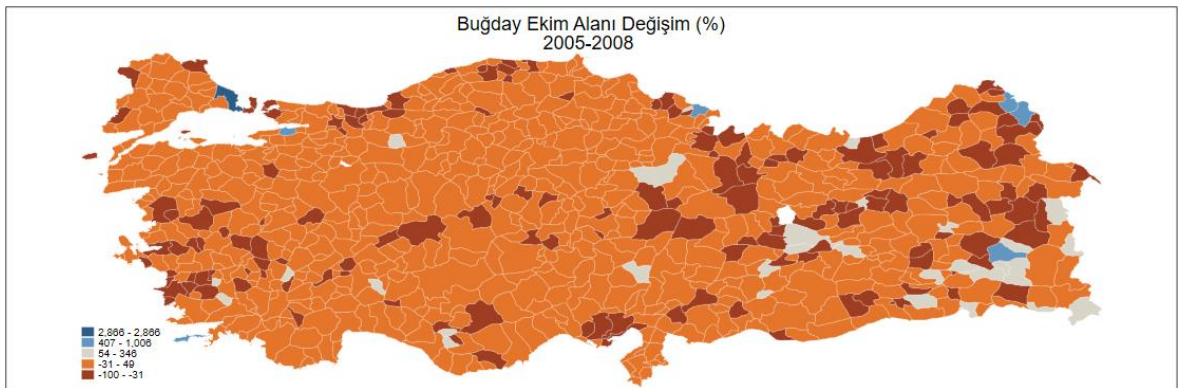 Buğday Ekim Alanı Değişim (%)
2005-2008
2,866 - 2,866
407 - 1,006
54 - 346
-31 - 49
-100 - -31